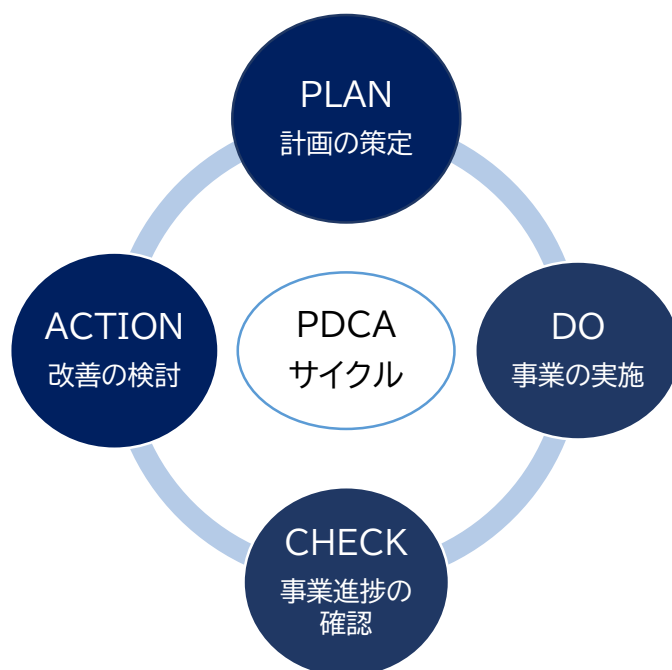 PLAN
計画の策定
ACTION
改善の検討
PDCA
サイクル
DO
事業の実施
CHECK
事業進捗の
確認